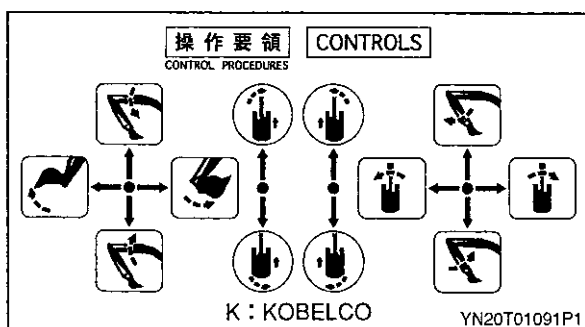 操作要領 CONTROLS
CONTROL PROCEDURES
K : KOBELCO
YN20T01091P1